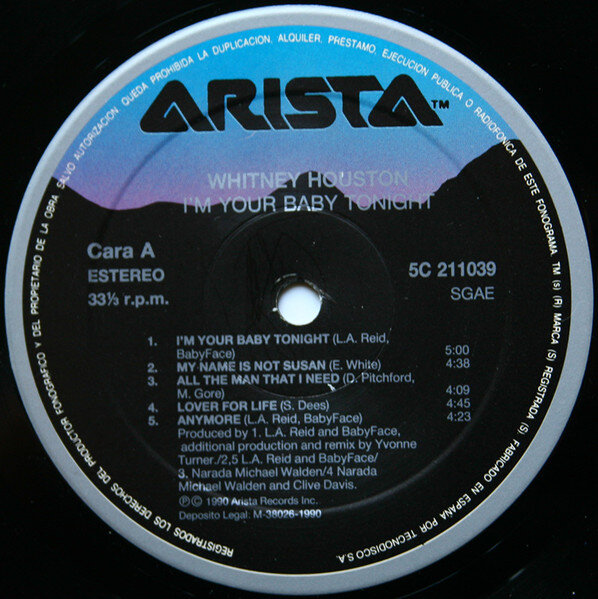 SALVO AUTORIZACION, QUEDA PROHIBIDA LA DUPLICACION, ALQUILER, PRESTAMO, EJECUCION PUBLICA O RADIOFONICA DE ESTE FONOGRAMA. TM (s) (R) MARCA (S) REGISTRADA (S) FABRICADO EN ESPAÑA POR TECNODISCO S.A.
REGISTRADOS LOS DERECHOS DEL PRODUCTOR FONOGRAFICO Y DEL PROPIETARIO DE LA OBRA
ARISTA™
WHITNEY HOUSTON
I'M YOUR BABY TONIGHT
Cara A
ESTEREO
33⅓ r.p.m.
5C 211039
SGAE
1. I'M YOUR BABY TONIGHT (L.A. Reid,
BabyFace) 5:00
2. MY NAME IS NOT SUSAN (E. White) 4:38
3. ALL THE MAN THAT I NEED (D. Pitchford,
M. Gore) 4:09
4. LOVER FOR LIFE (S. Dees) 4:45
5. ANYMORE (L.A. Reid, BabyFace) 4:23
Produced by 1. L.A. Reid and BabyFace,
additional production and remix by Yvonne
Turner./2,5 L.A. Reid and BabyFace/
3. Narada Michael Walden/4 Narada
Michael Walden and Clive Davis.
Ⓟ© 1990 Arista Records Inc.
Deposito Legal: M-38026-1990